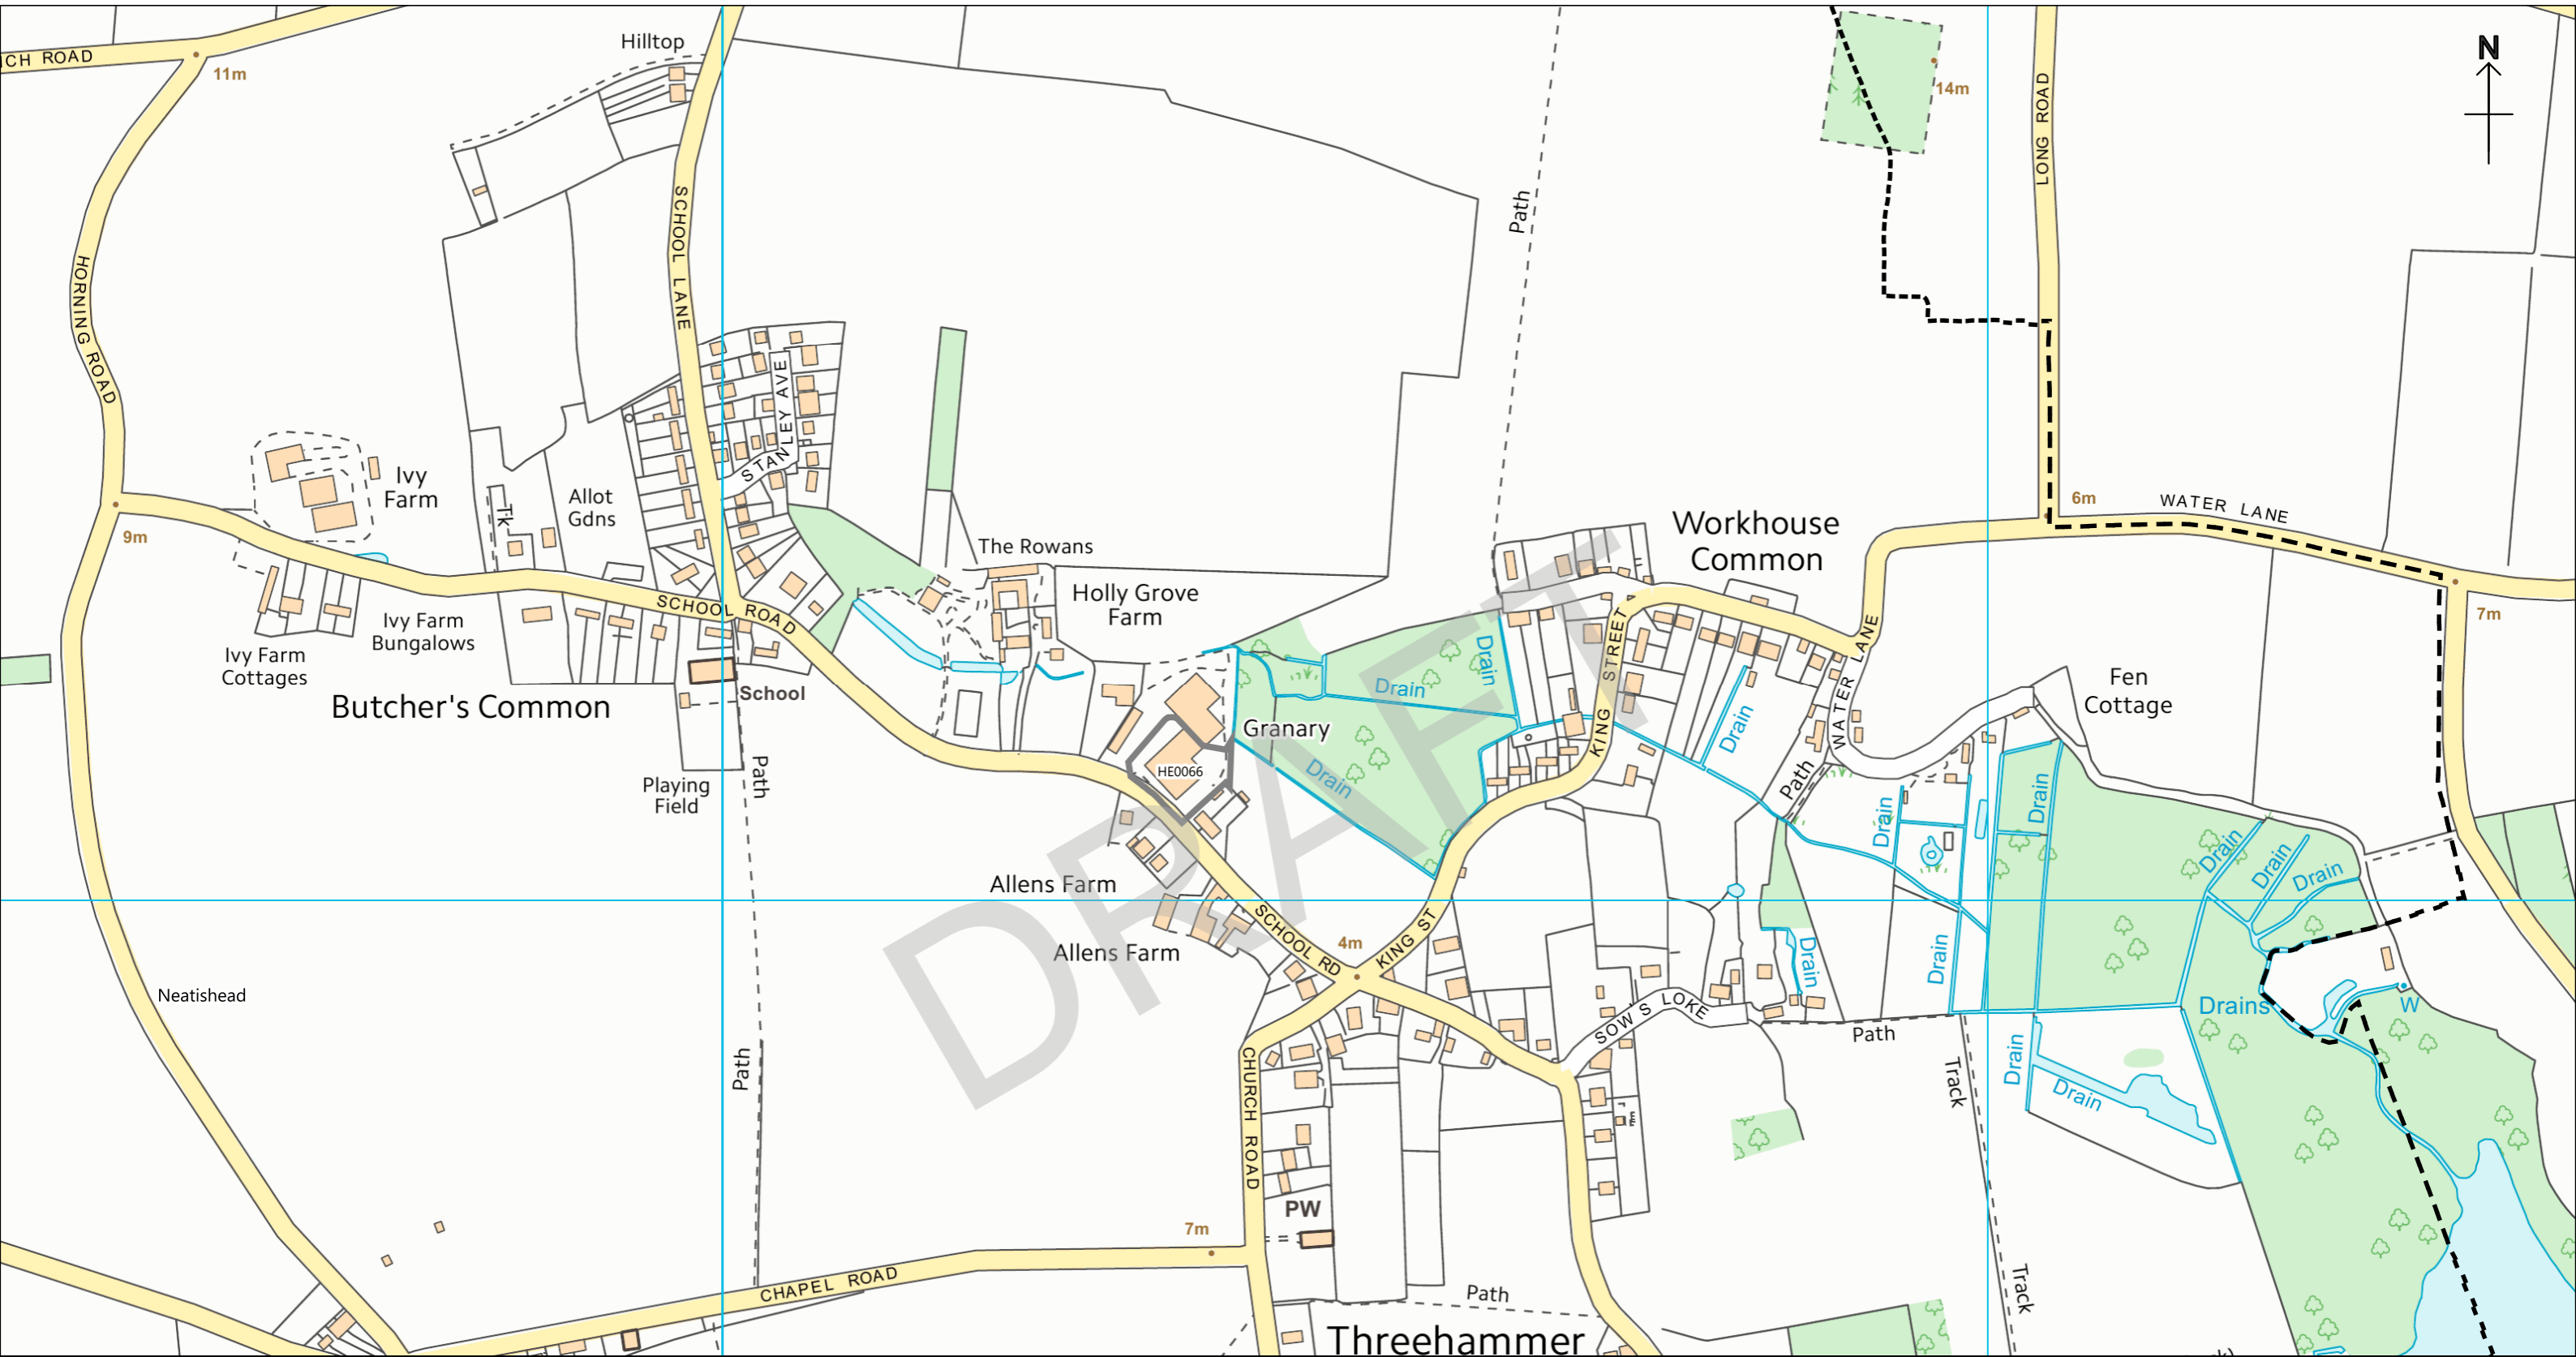 ICH ROAD
11m
Hilltop
14m
N
LONG ROAD
SCHOOL LANE
Path
HORNING ROAD
STANLEY AVE
Ivy
Farm
Tk
Allot
Gdns
9m
6m
WATER LANE
Workhouse
Common
The Rowans
Holly Grove
Farm
SCHOOL ROAD
Ivy Farm
Bungalows
Ivy Farm
Cottages
7m
Butcher's Common
School
Drain
Drain
KING STREET
WATER LANE
Fen
Cottage
Granary
Drain
Drain
HE0066
Playing
Field
Path
Path
Drain
Drain
Drain
Drain
Drain
DRAFT
Allens Farm
Allens Farm
SCHOOL RD
4m
KING ST
Drain
Drain
Neatishead
SOW'S LOKE
Path
Drains
W
Path
CHURCH ROAD
Track
Drain
Drain
PW
7m
CHAPEL ROAD
Path
Track
Threehammer